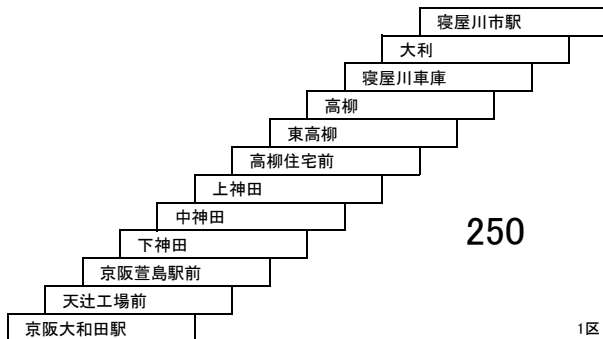 寝屋川市駅
大利
寝屋川車庫
高柳
東高柳
高柳住宅前
上神田
中神田
下神田
250
京阪萱島駅前
天辻工場前
京阪大和田駅
1区